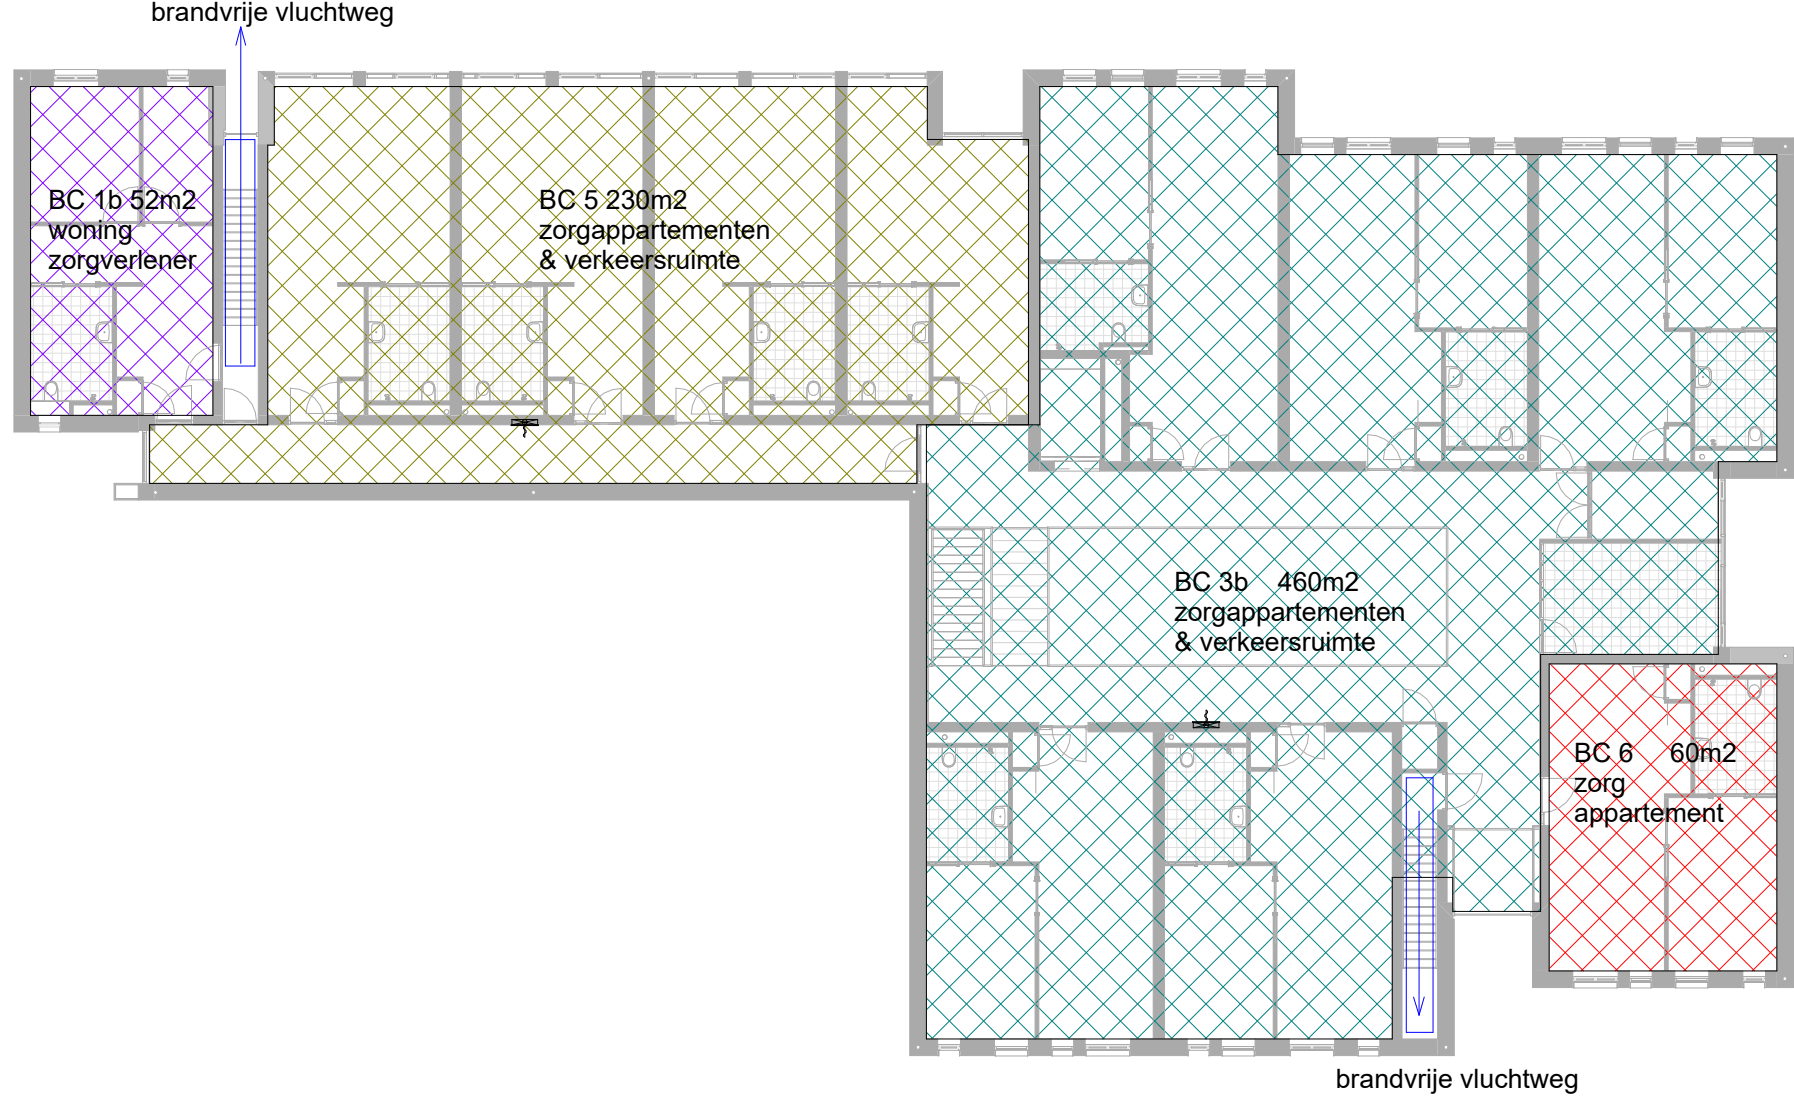 brandvrije vluchtweg
BC 1b 52m2
woning
zorgverlener
BC 5 230m2
zorgappartementen
& verkeersruimte
BC 3b 460m2
zorgappartementen
& verkeersruimte
BC 6 60m2
zorg
appartement
brandvrije vluchtweg